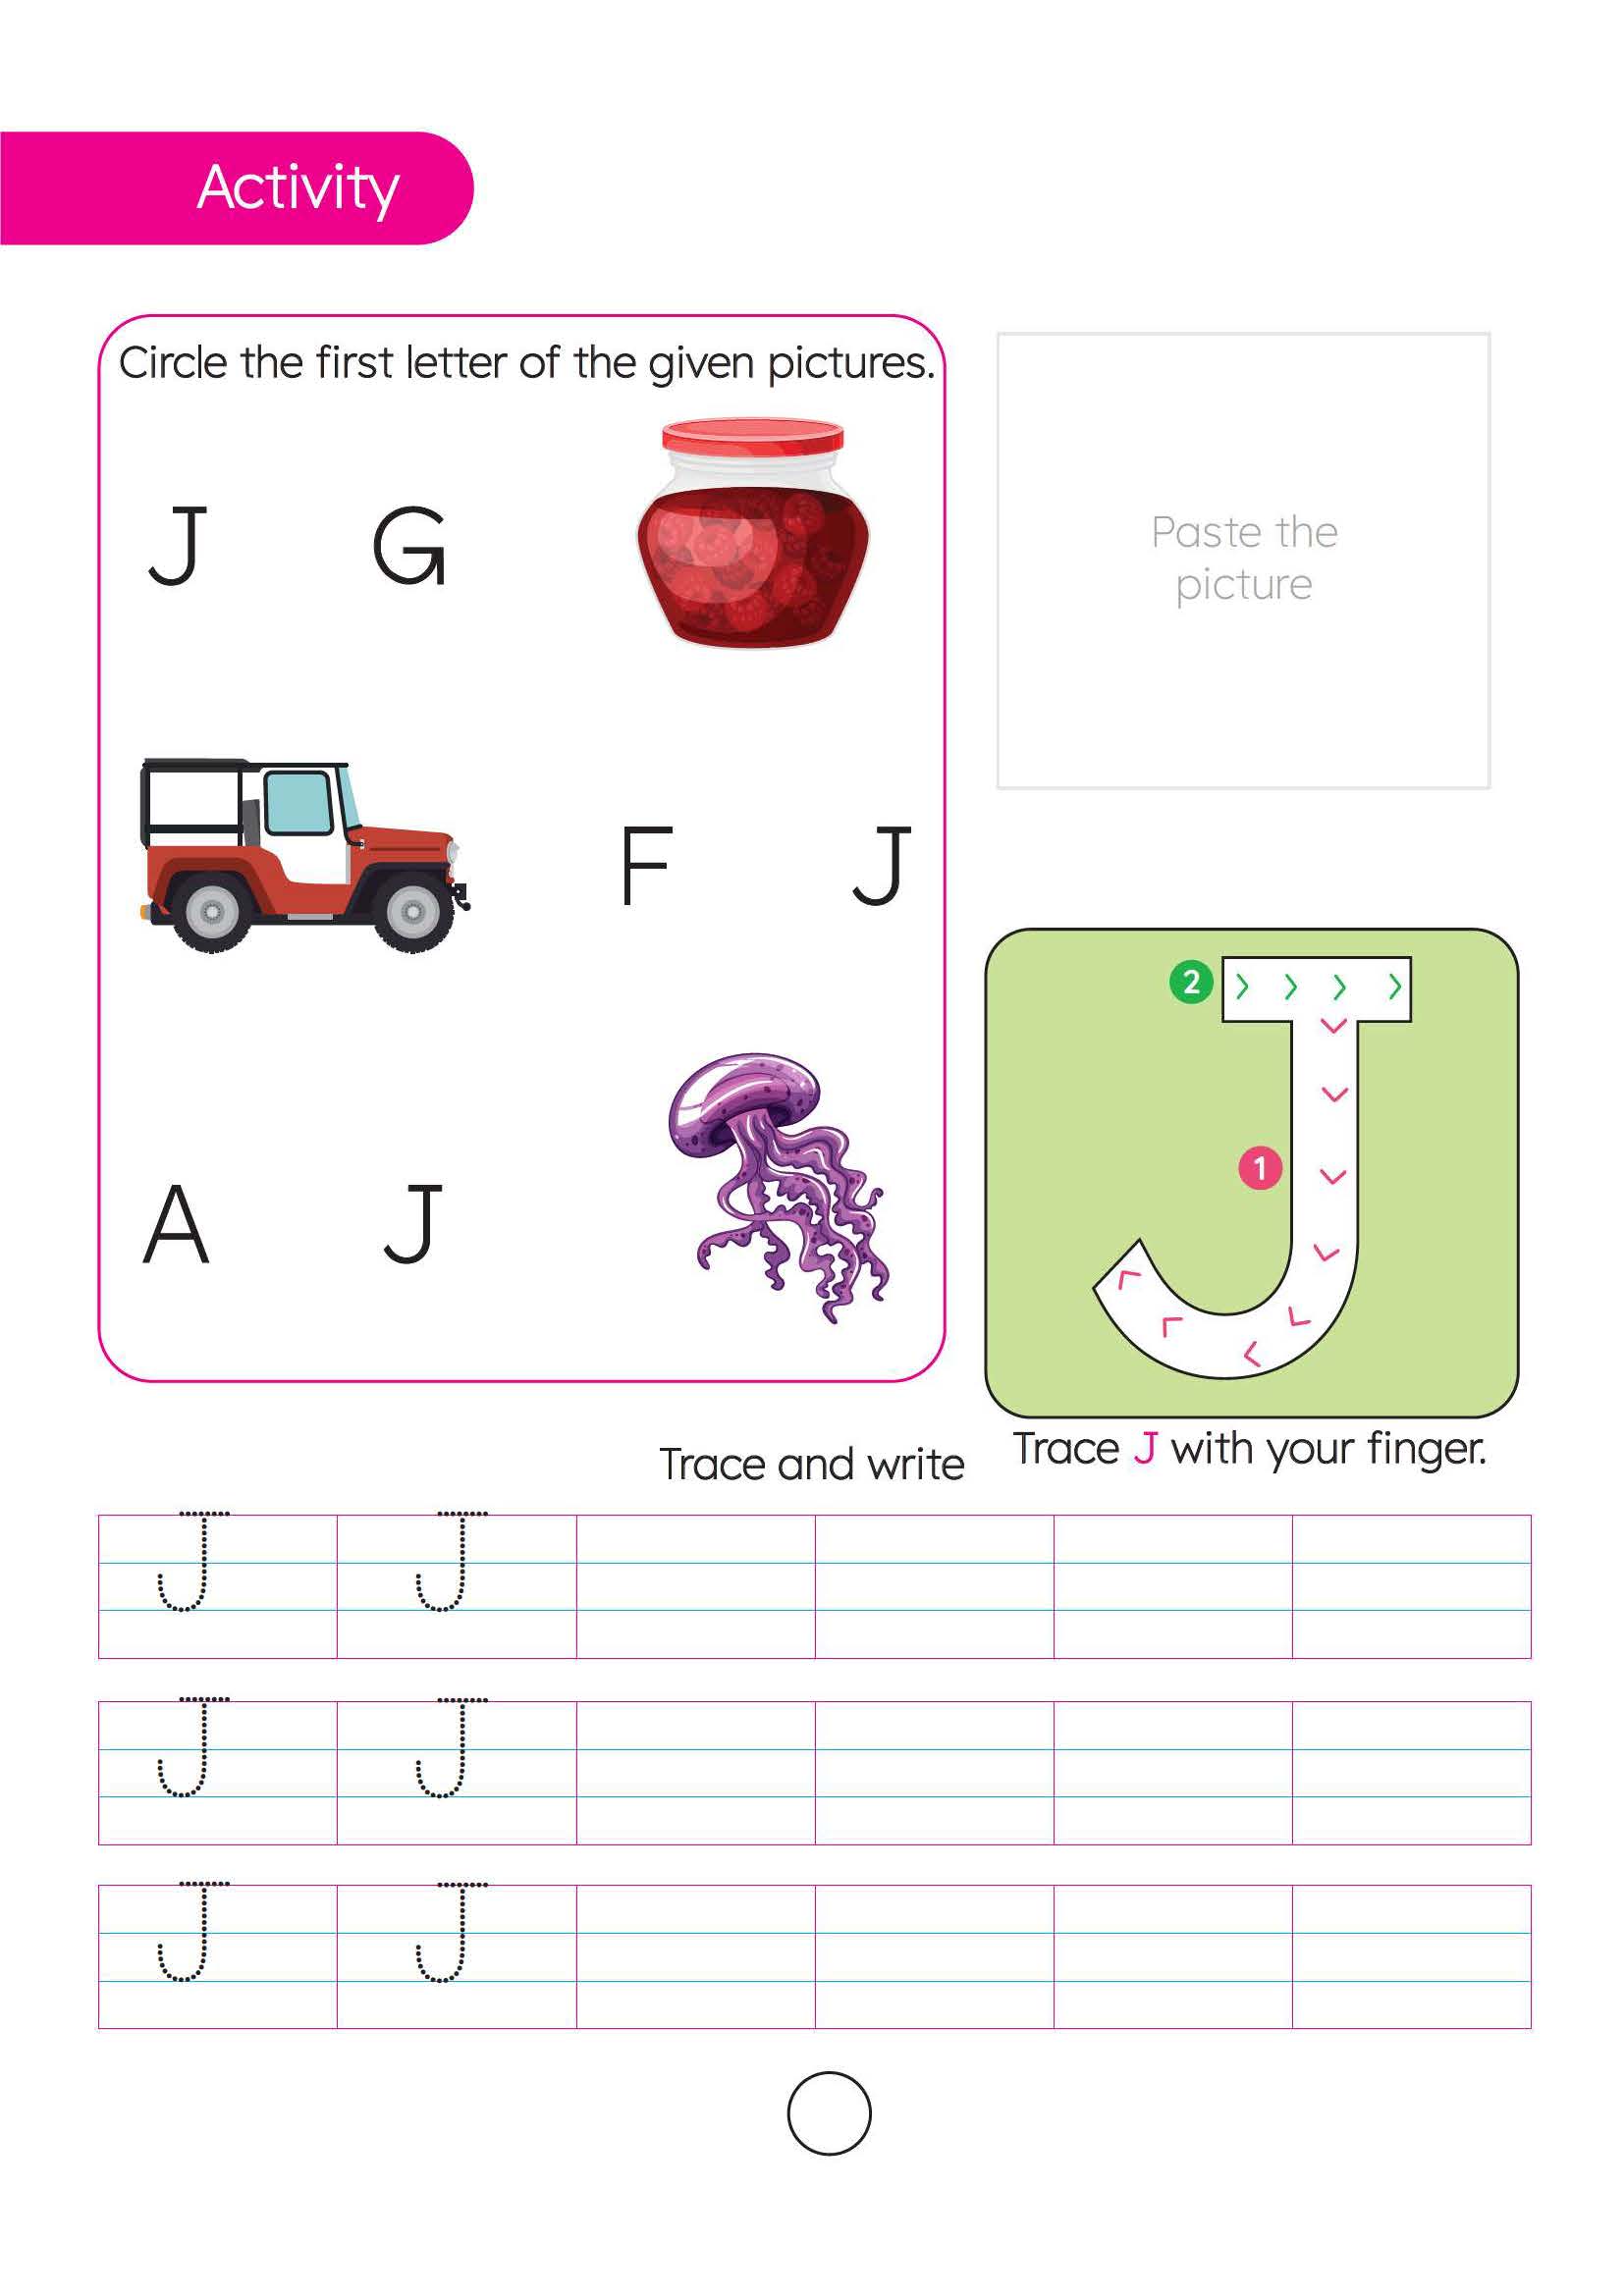 Activity
Circle the first letter of the given pictures.
J G
F J
A J
Paste the
picture
2
1
Trace J with your finger.
Trace and write
J J
J J
J J